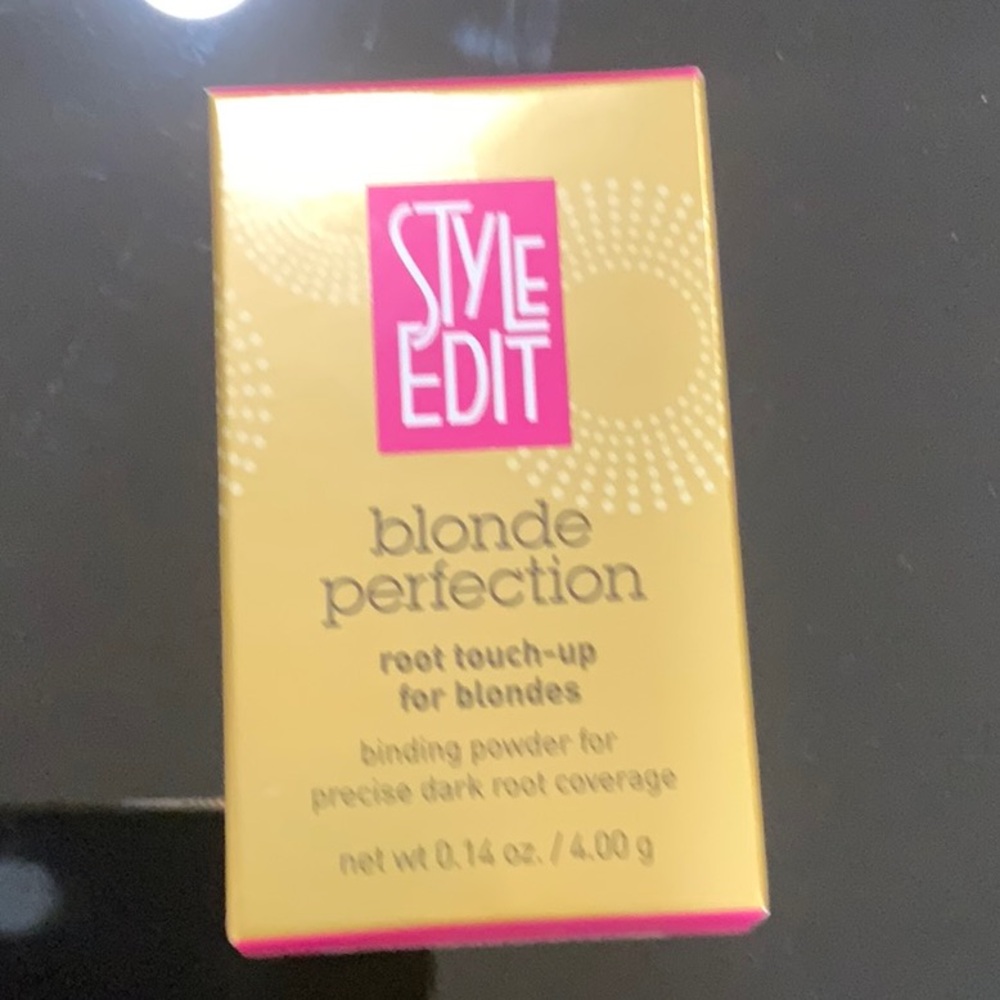 STYLE
EDIT
blonde
perfection
root touch-up
for blondes
binding powder for
precise dark root coverage
net wt 0.14 oz. / 4.00 g